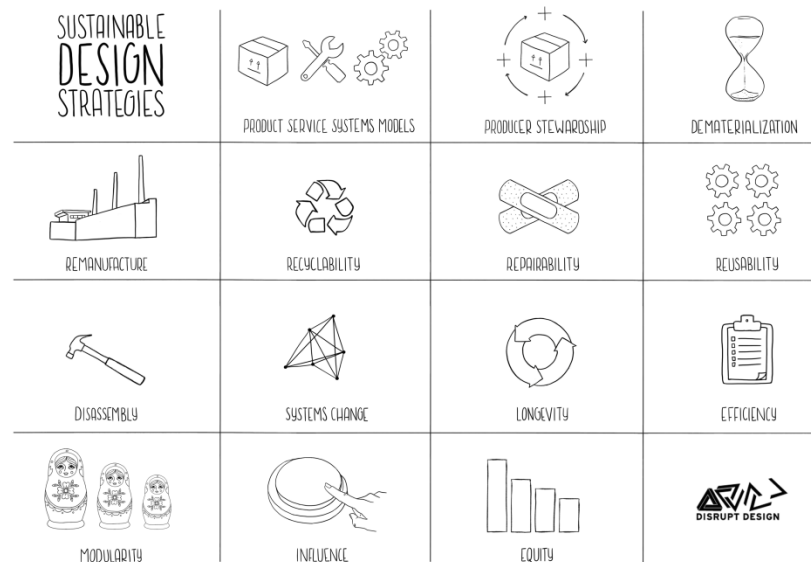 SUSTAINABLE
DESIGN
STRATEGIES
PRODUCT SERVICE SYSTEMS MODELS
PRODUCER STEWARDSHIP
DEMATERIALIZATION
REMANUFACTURE
RECYCLABILITY
REPAIRABILITY
REUSABILITY
DISASSEMBLY
SYSTEMS CHANGE
LONGEVITY
EFFICIENCY
MODULARITY
INFLUENCE
EQUITY
DISRUPT DESIGN